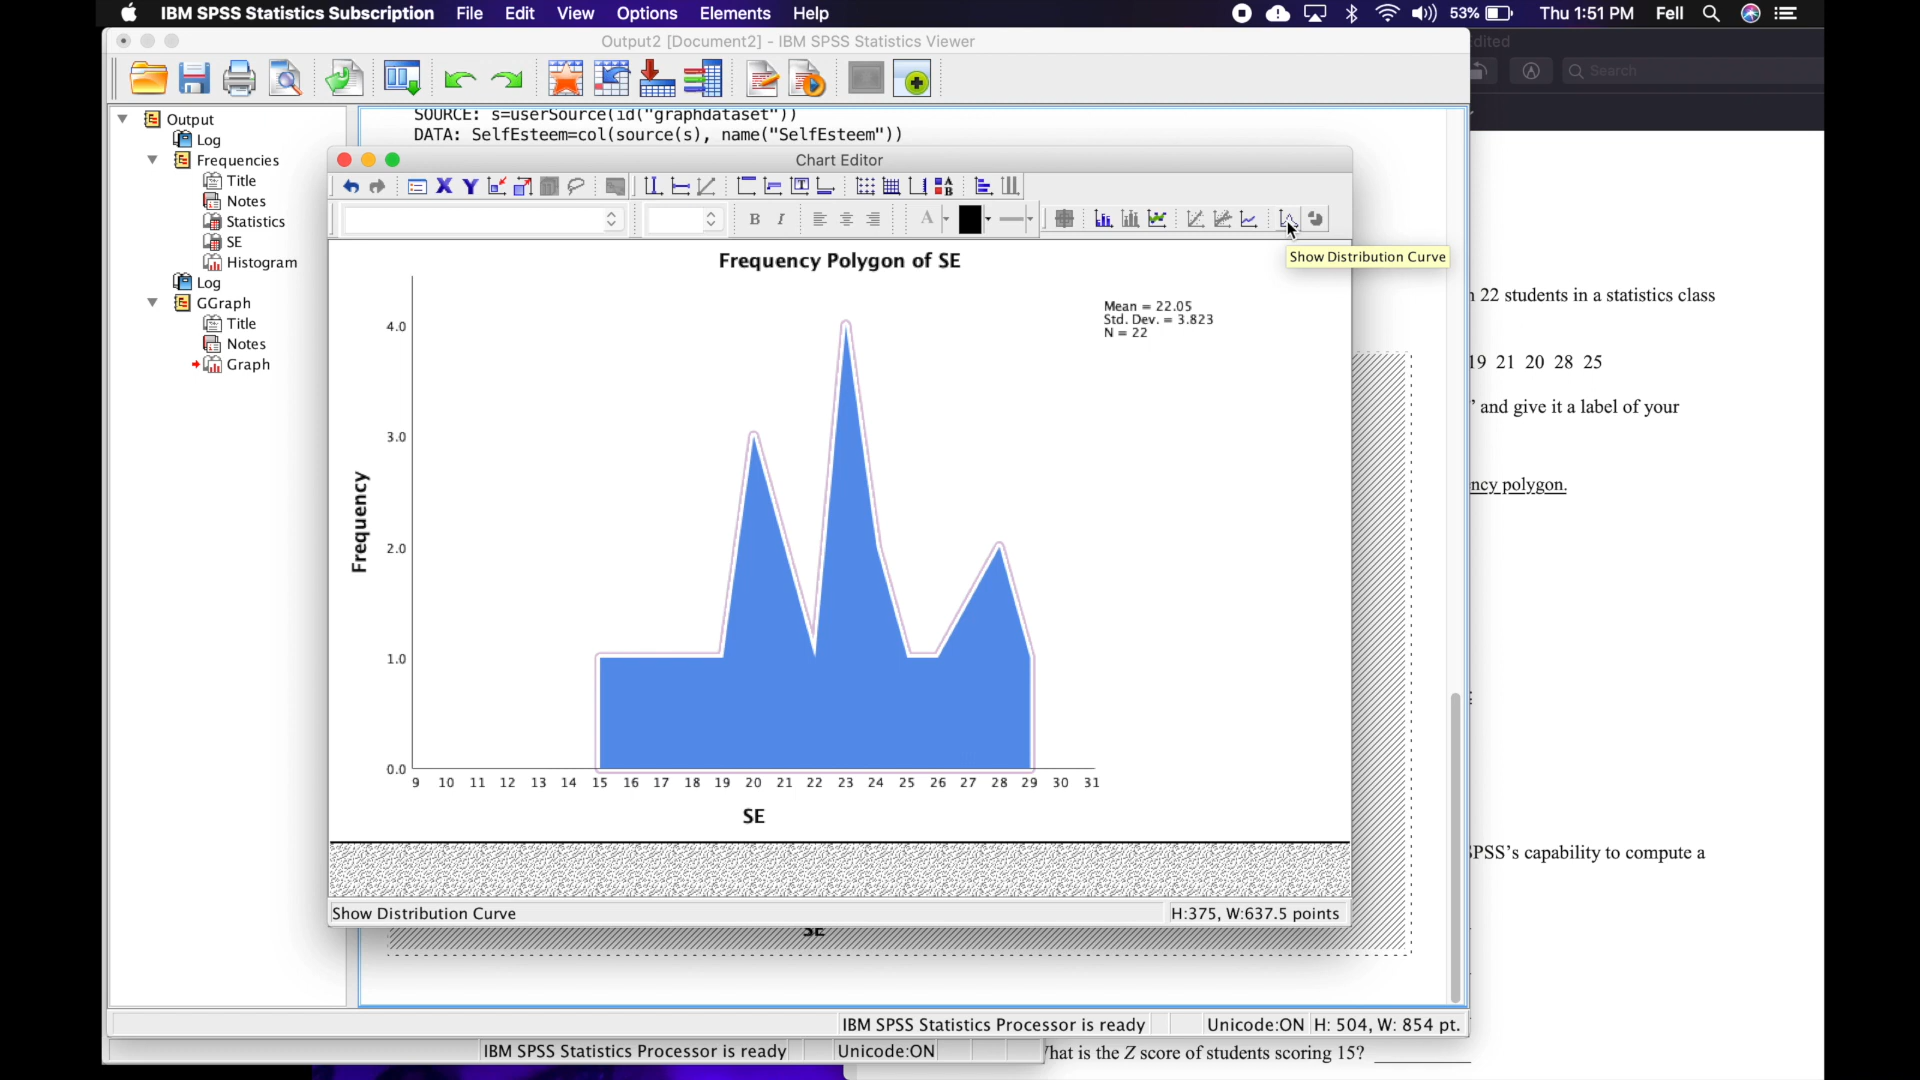 IBM SPSS Statistics Subscription File Edit View Options Elements Help 53% Thu 1:51 PM Fell
Output2 [Document2] - IBM SPSS Statistics Viewer
Search
Output
Log
Frequencies
Title
Notes
Statistics
SE
Histogram
Log
GGraph
Title
Notes
Graph
SOURCE: s=userSource(id("graphdataset"))
DATA: SelfEsteem=col(source(s), name("SelfEsteem"))
Chart Editor
B I A
Show Distribution Curve
Frequency Polygon of SE
Mean = 22.05
Std. Dev. = 3.823
N = 22
Frequency
4.0
3.0
2.0
1.0
0.0
9 10 11 12 13 14 15 16 17 18 19 20 21 22 23 24 25 26 27 28 29 30 31
SE
Show Distribution Curve H:375, W:637.5 points
SE
22 students in a statistics class
19 21 20 28 25
and give it a label of your
ncy polygon.
SPSS's capability to compute a
IBM SPSS Statistics Processor is ready Unicode:ON H: 504, W: 854 pt.
IBM SPSS Statistics Processor is ready Unicode:ON
hat is the Z score of students scoring 15?